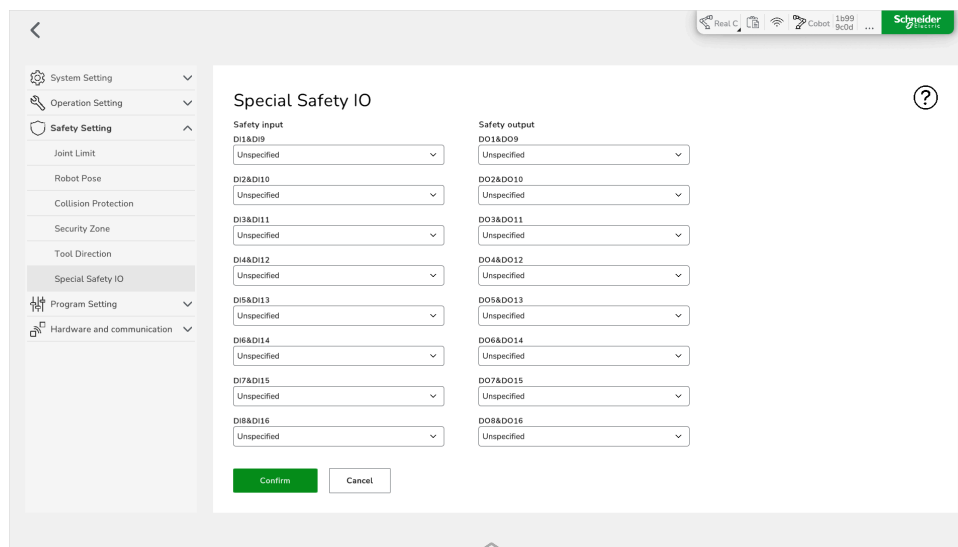 Real C
Cobot
1b99
9c0d
...
Schneider
Electric
System Setting
Operation Setting
Safety Setting
Joint Limit
Robot Pose
Collision Protection
Security Zone
Tool Direction
Special Safety IO
Program Setting
Hardware and communication
Special Safety IO
?
Safety input
Safety output
DI1&DI9
DO1&DO9
Unspecified
Unspecified
DI2&DI10
DO2&DO10
Unspecified
Unspecified
DI3&DI11
DO3&DO11
Unspecified
Unspecified
DI4&DI12
DO4&DO12
Unspecified
Unspecified
DI5&DI13
DO5&DO13
Unspecified
Unspecified
DI6&DI14
DO6&DO14
Unspecified
Unspecified
DI7&DI15
DO7&DO15
Unspecified
Unspecified
DI8&DI16
DO8&DO16
Unspecified
Unspecified
Confirm
Cancel